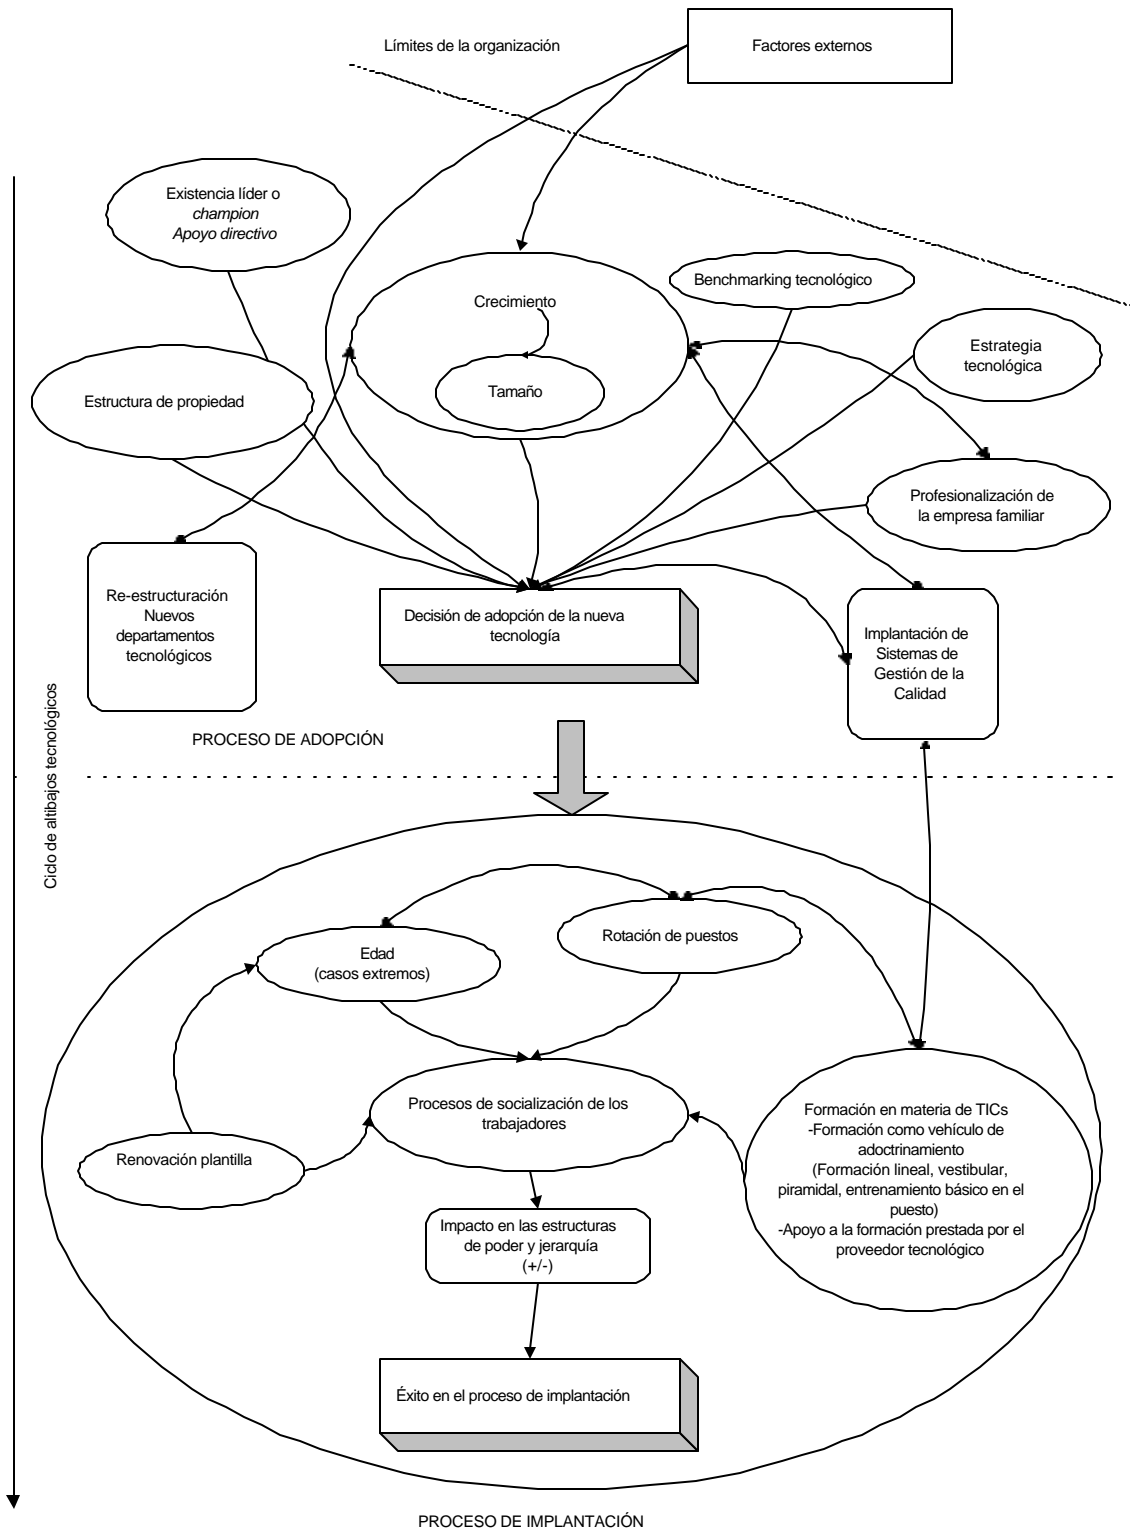 Límites de la organización
Factores externos
Existencia líder o
champion
Apoyo directivo
Crecimiento
Benchmarking tecnológico
Estrategia
tecnológica
Tamaño
Estructura de propiedad
Profesionalización de
la empresa familiar
Re-estructuración
Nuevos
departamentos
tecnológicos
Decisión de adopción de la nueva
tecnología
Implantación de
Sistemas de
Gestión de la
Calidad
PROCESO DE ADOPCIÓN
Ciclo de altibajos tecnológicos
Edad
(casos extremos)
Rotación de puestos
Procesos de socialización de los
trabajadores
Renovación plantilla
Formación en materia de TICs
-Formación como vehículo de
adoctrinamiento
(Formación lineal, vestibular,
piramidal, entrenamiento básico en el
puesto)
-Apoyo a la formación prestada por el
proveedor tecnológico
Impacto en las estructuras
de poder y jerarquía
(+/-)
Éxito en el proceso de implantación
PROCESO DE IMPLANTACIÓN